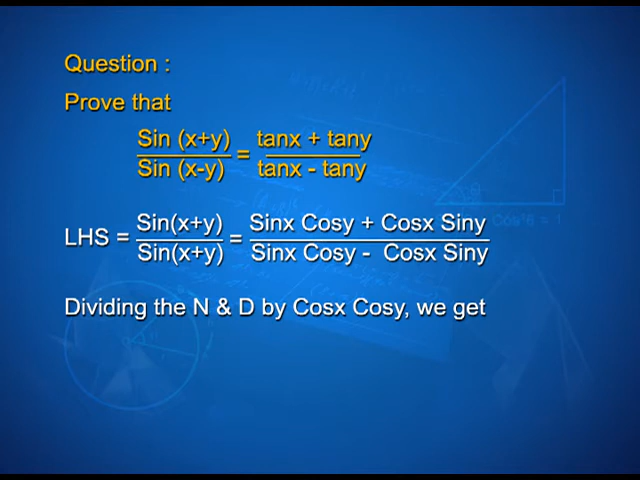 Question :
Prove that
Sin (x+y) = tanx + tany
Sin (x-y) tanx - tany
LHS = Sin(x+y) = Sinx Cosy + Cosx Siny
Sin(x+y) Sinx Cosy - Cosx Siny
Dividing the N & D by Cosx Cosy, we get